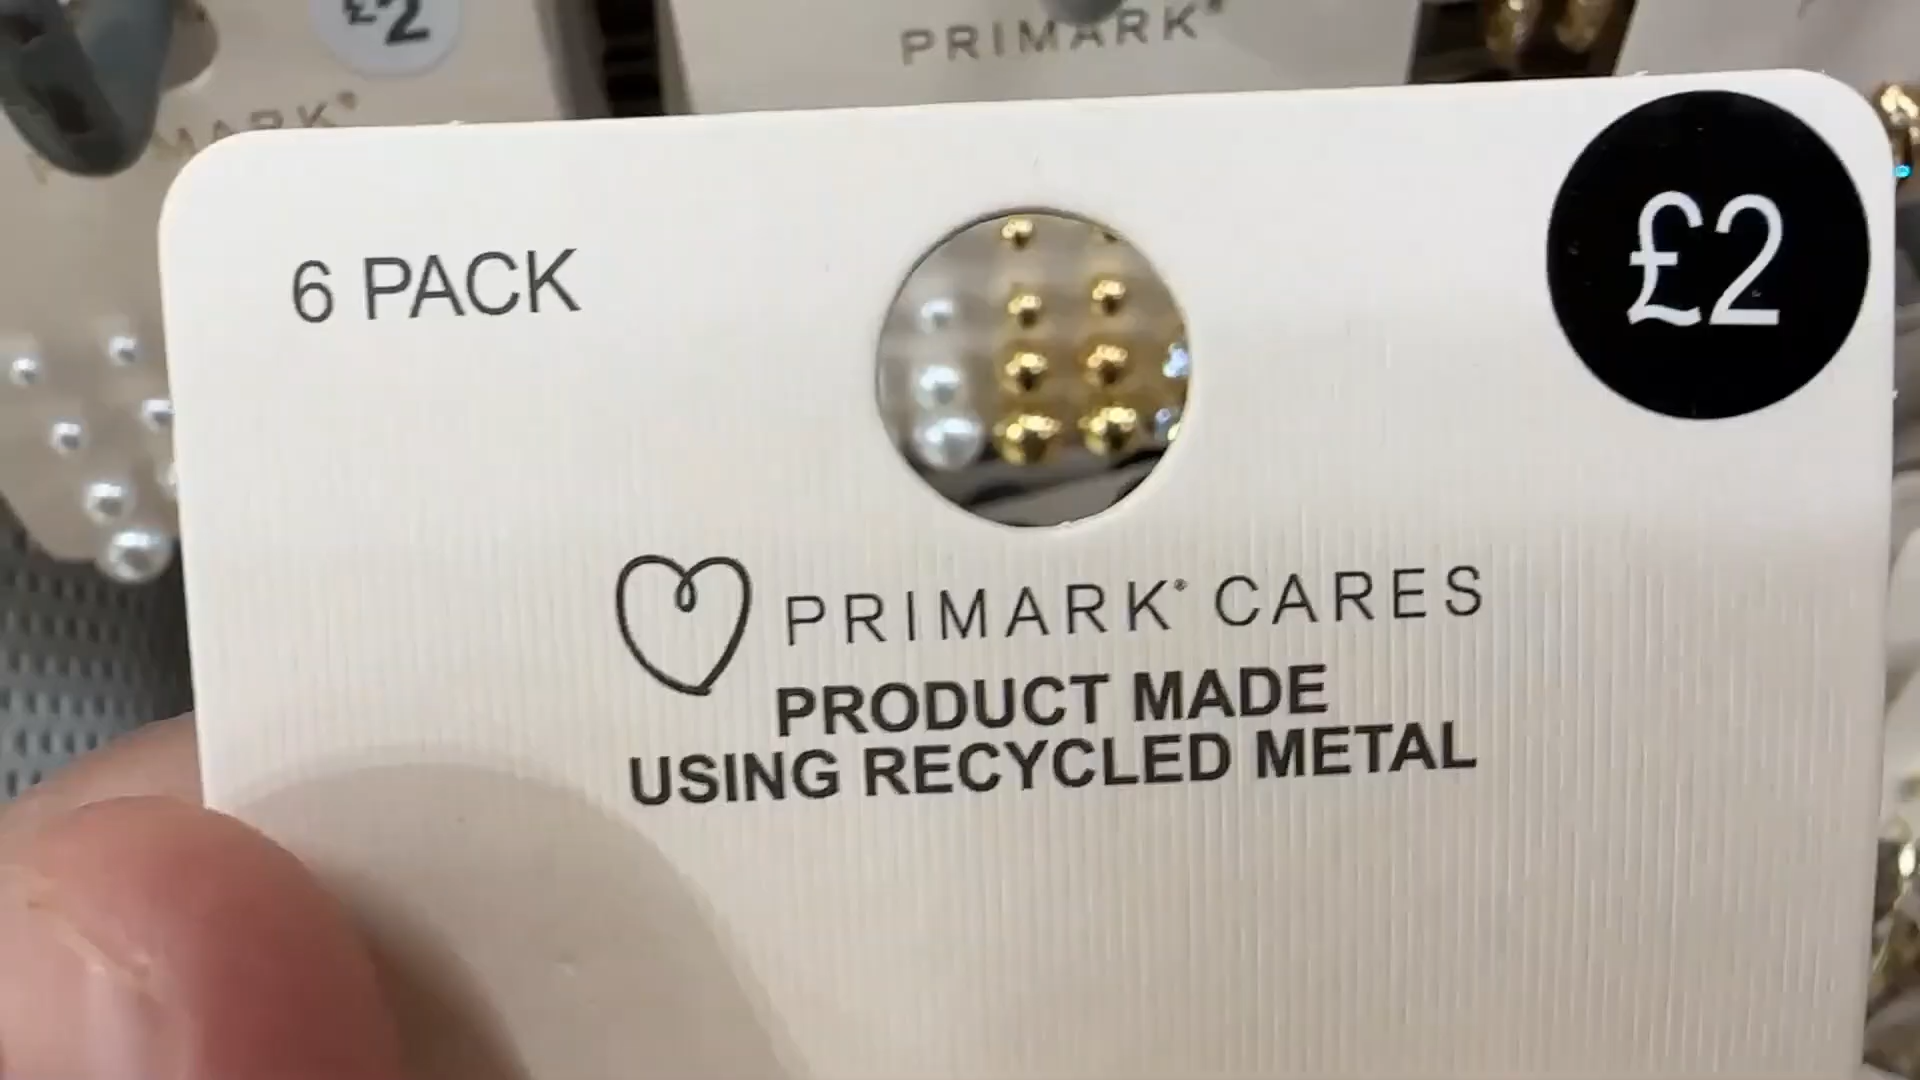 £2
PRIMARK®
6 PACK
£2
PRIMARK® CARES
PRODUCT MADE
USING RECYCLED METAL